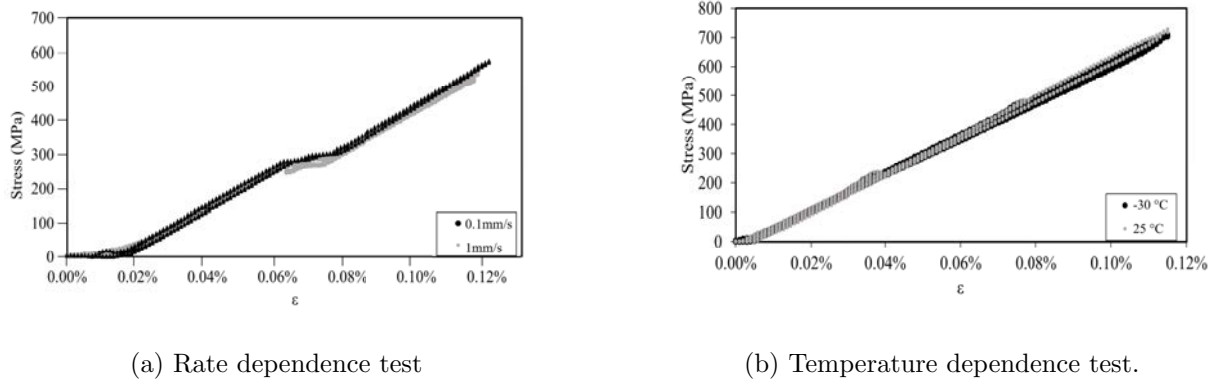 700
600
500
400
300
200
100
0
Stress (MPa)
0.00% 0.02% 0.04% 0.06% 0.08% 0.10% 0.12%
ε
0.1mm/s
1mm/s
(a) Rate dependence test
800
700
600
500
400
300
200
100
0
Stress (MPa)
0.00% 0.02% 0.04% 0.06% 0.08% 0.10% 0.12%
ε
-30 °C
25 °C
(b) Temperature dependence test.